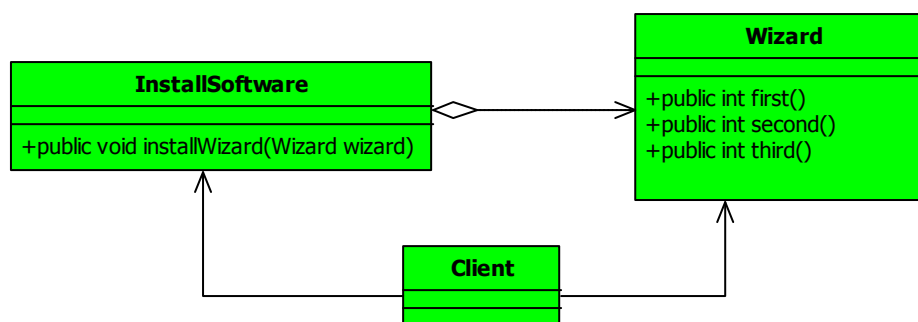 Wizard
InstallSoftware
+public int first()
+public int second()
+public void installWizard(Wizard wizard)
+public int third()
Client